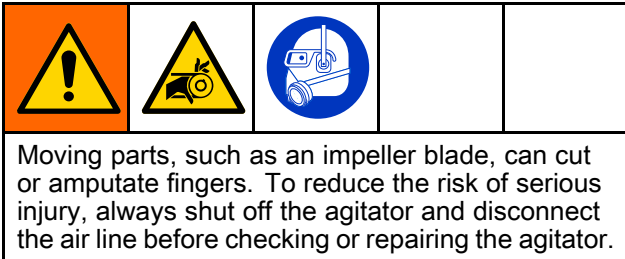 Moving parts, such as an impeller blade, can cut
or amputate fingers. To reduce the risk of serious
injury, always shut off the agitator and disconnect
the air line before checking or repairing the agitator.